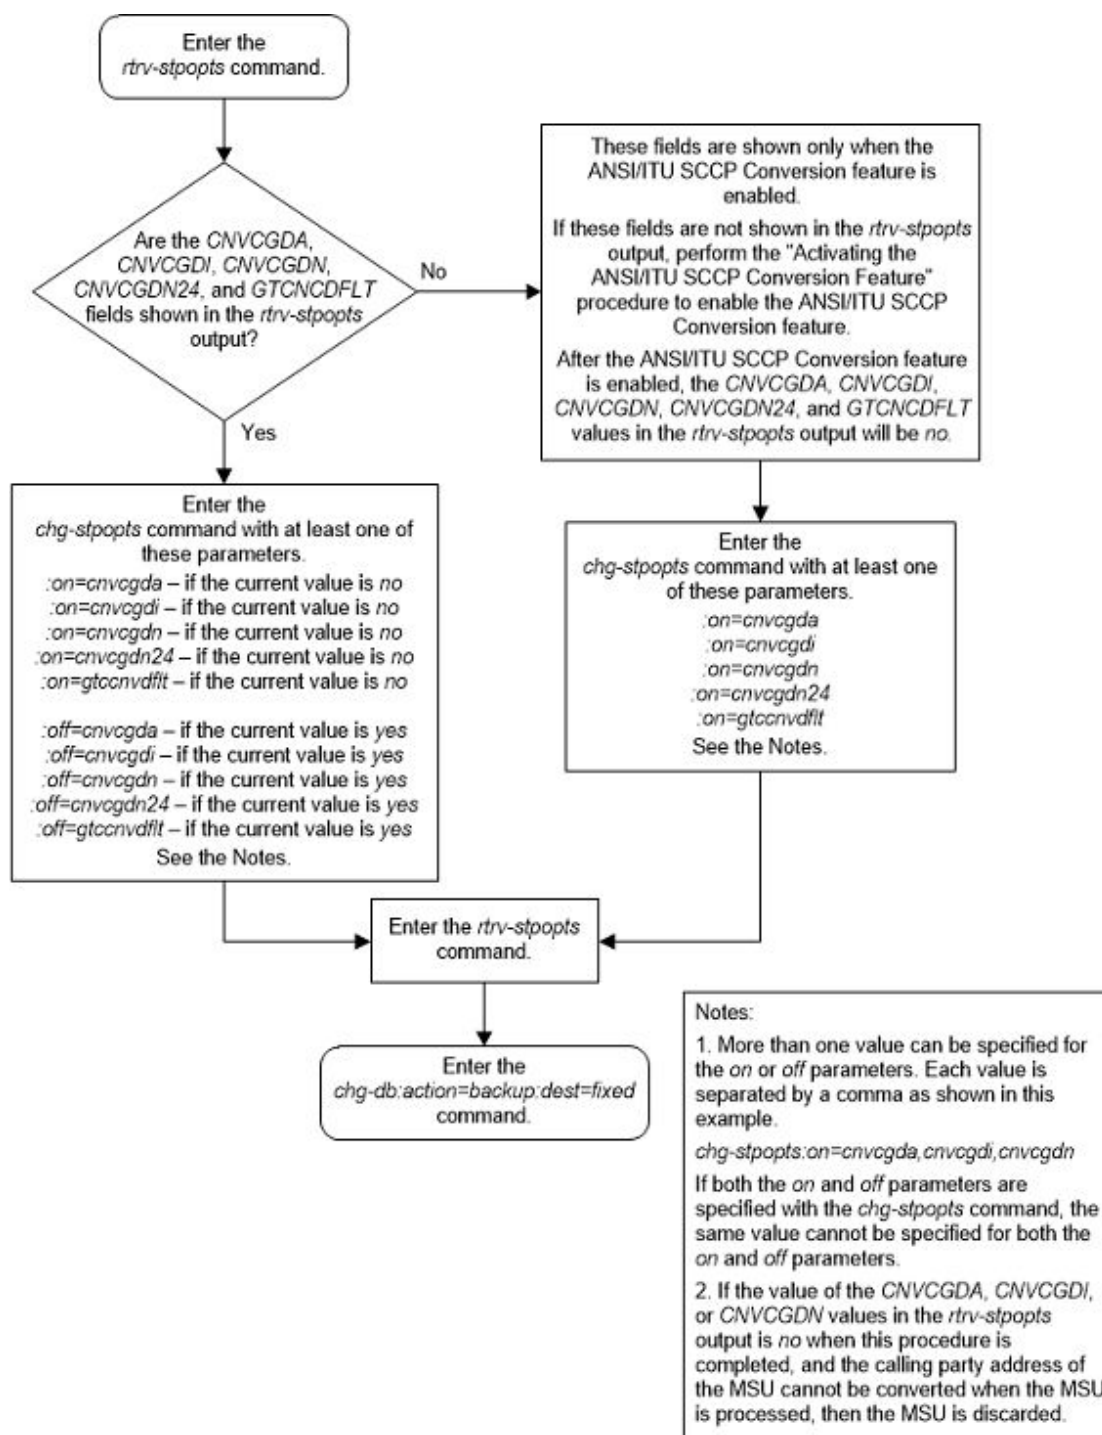 Enter the
rtrv-stpopts command.
Are the CNVCGDA,
CNVCGDI, CNVCGDN,
CNVCGDN24, and GTCNCDFLT
fields shown in the rtrv-stpopts
output?
No
Yes
These fields are shown only when the
ANSI/ITU SCCP Conversion feature is
enabled.
If these fields are not shown in the rtrv-stpopts
output, perform the "Activating the
ANSI/ITU SCCP Conversion Feature"
procedure to enable the ANSI/ITU SCCP
Conversion feature.
After the ANSI/ITU SCCP Conversion feature
is enabled, the CNVCGDA, CNVCGDI,
CNVCGDN, CNVCGDN24, and GTCNCDFLT
values in the rtrv-stpopts output will be no.
Enter the
chg-stpopts command with at least one of
these parameters.
:on=cnvcgda – if the current value is no
:on=cnvcgdi – if the current value is no
:on=cnvcgdn – if the current value is no
:on=cnvcgdn24 – if the current value is no
:on=gtccnvdflt – if the current value is no
:off=cnvcgda – if the current value is yes
:off=cnvcgdi – if the current value is yes
:off=cnvcgdn – if the current value is yes
:off=cnvcgdn24 – if the current value is yes
:off=gtccnvdflt – if the current value is yes
See the Notes.
Enter the
chg-stpopts command with at least one
of these parameters.
:on=cnvcgda
:on=cnvcgdi
:on=cnvcgdn
:on=cnvcgdn24
:on=gtccnvdflt
See the Notes.
Enter the rtrv-stpopts
command.
Enter the
chg-db:action=backup:dest=fixed
command.
Notes:
1. More than one value can be specified for
the on or off parameters. Each value is
separated by a comma as shown in this
example.
chg-stpopts:on=cnvcgda,cnvcgdi,cnvcgdn
If both the on and off parameters are
specified with the chg-stpopts command, the
same value cannot be specified for both the
on and off parameters.
2. If the value of the CNVCGDA, CNVCGDI,
or CNVCGDN values in the rtrv-stpopts
output is no when this procedure is
completed, and the calling party address of
the MSU cannot be converted when the MSU
is processed, then the MSU is discarded.